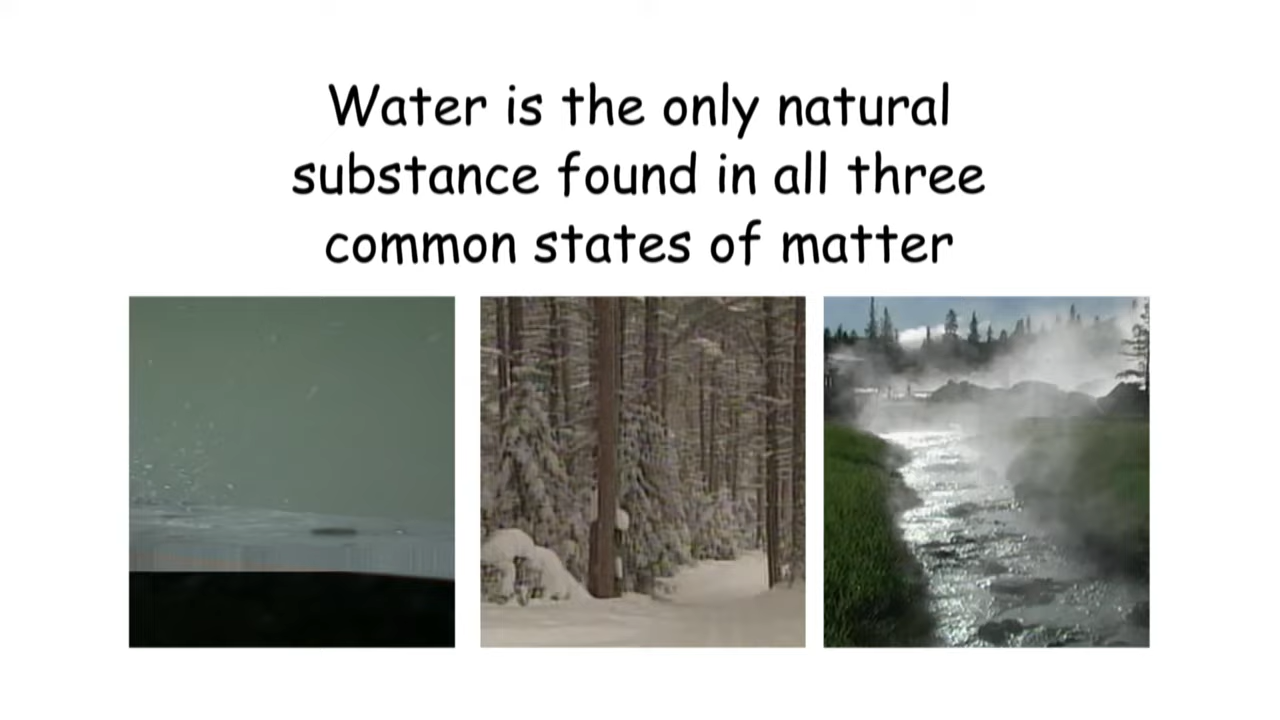 Water is the only natural
substance found in all three
common states of matter